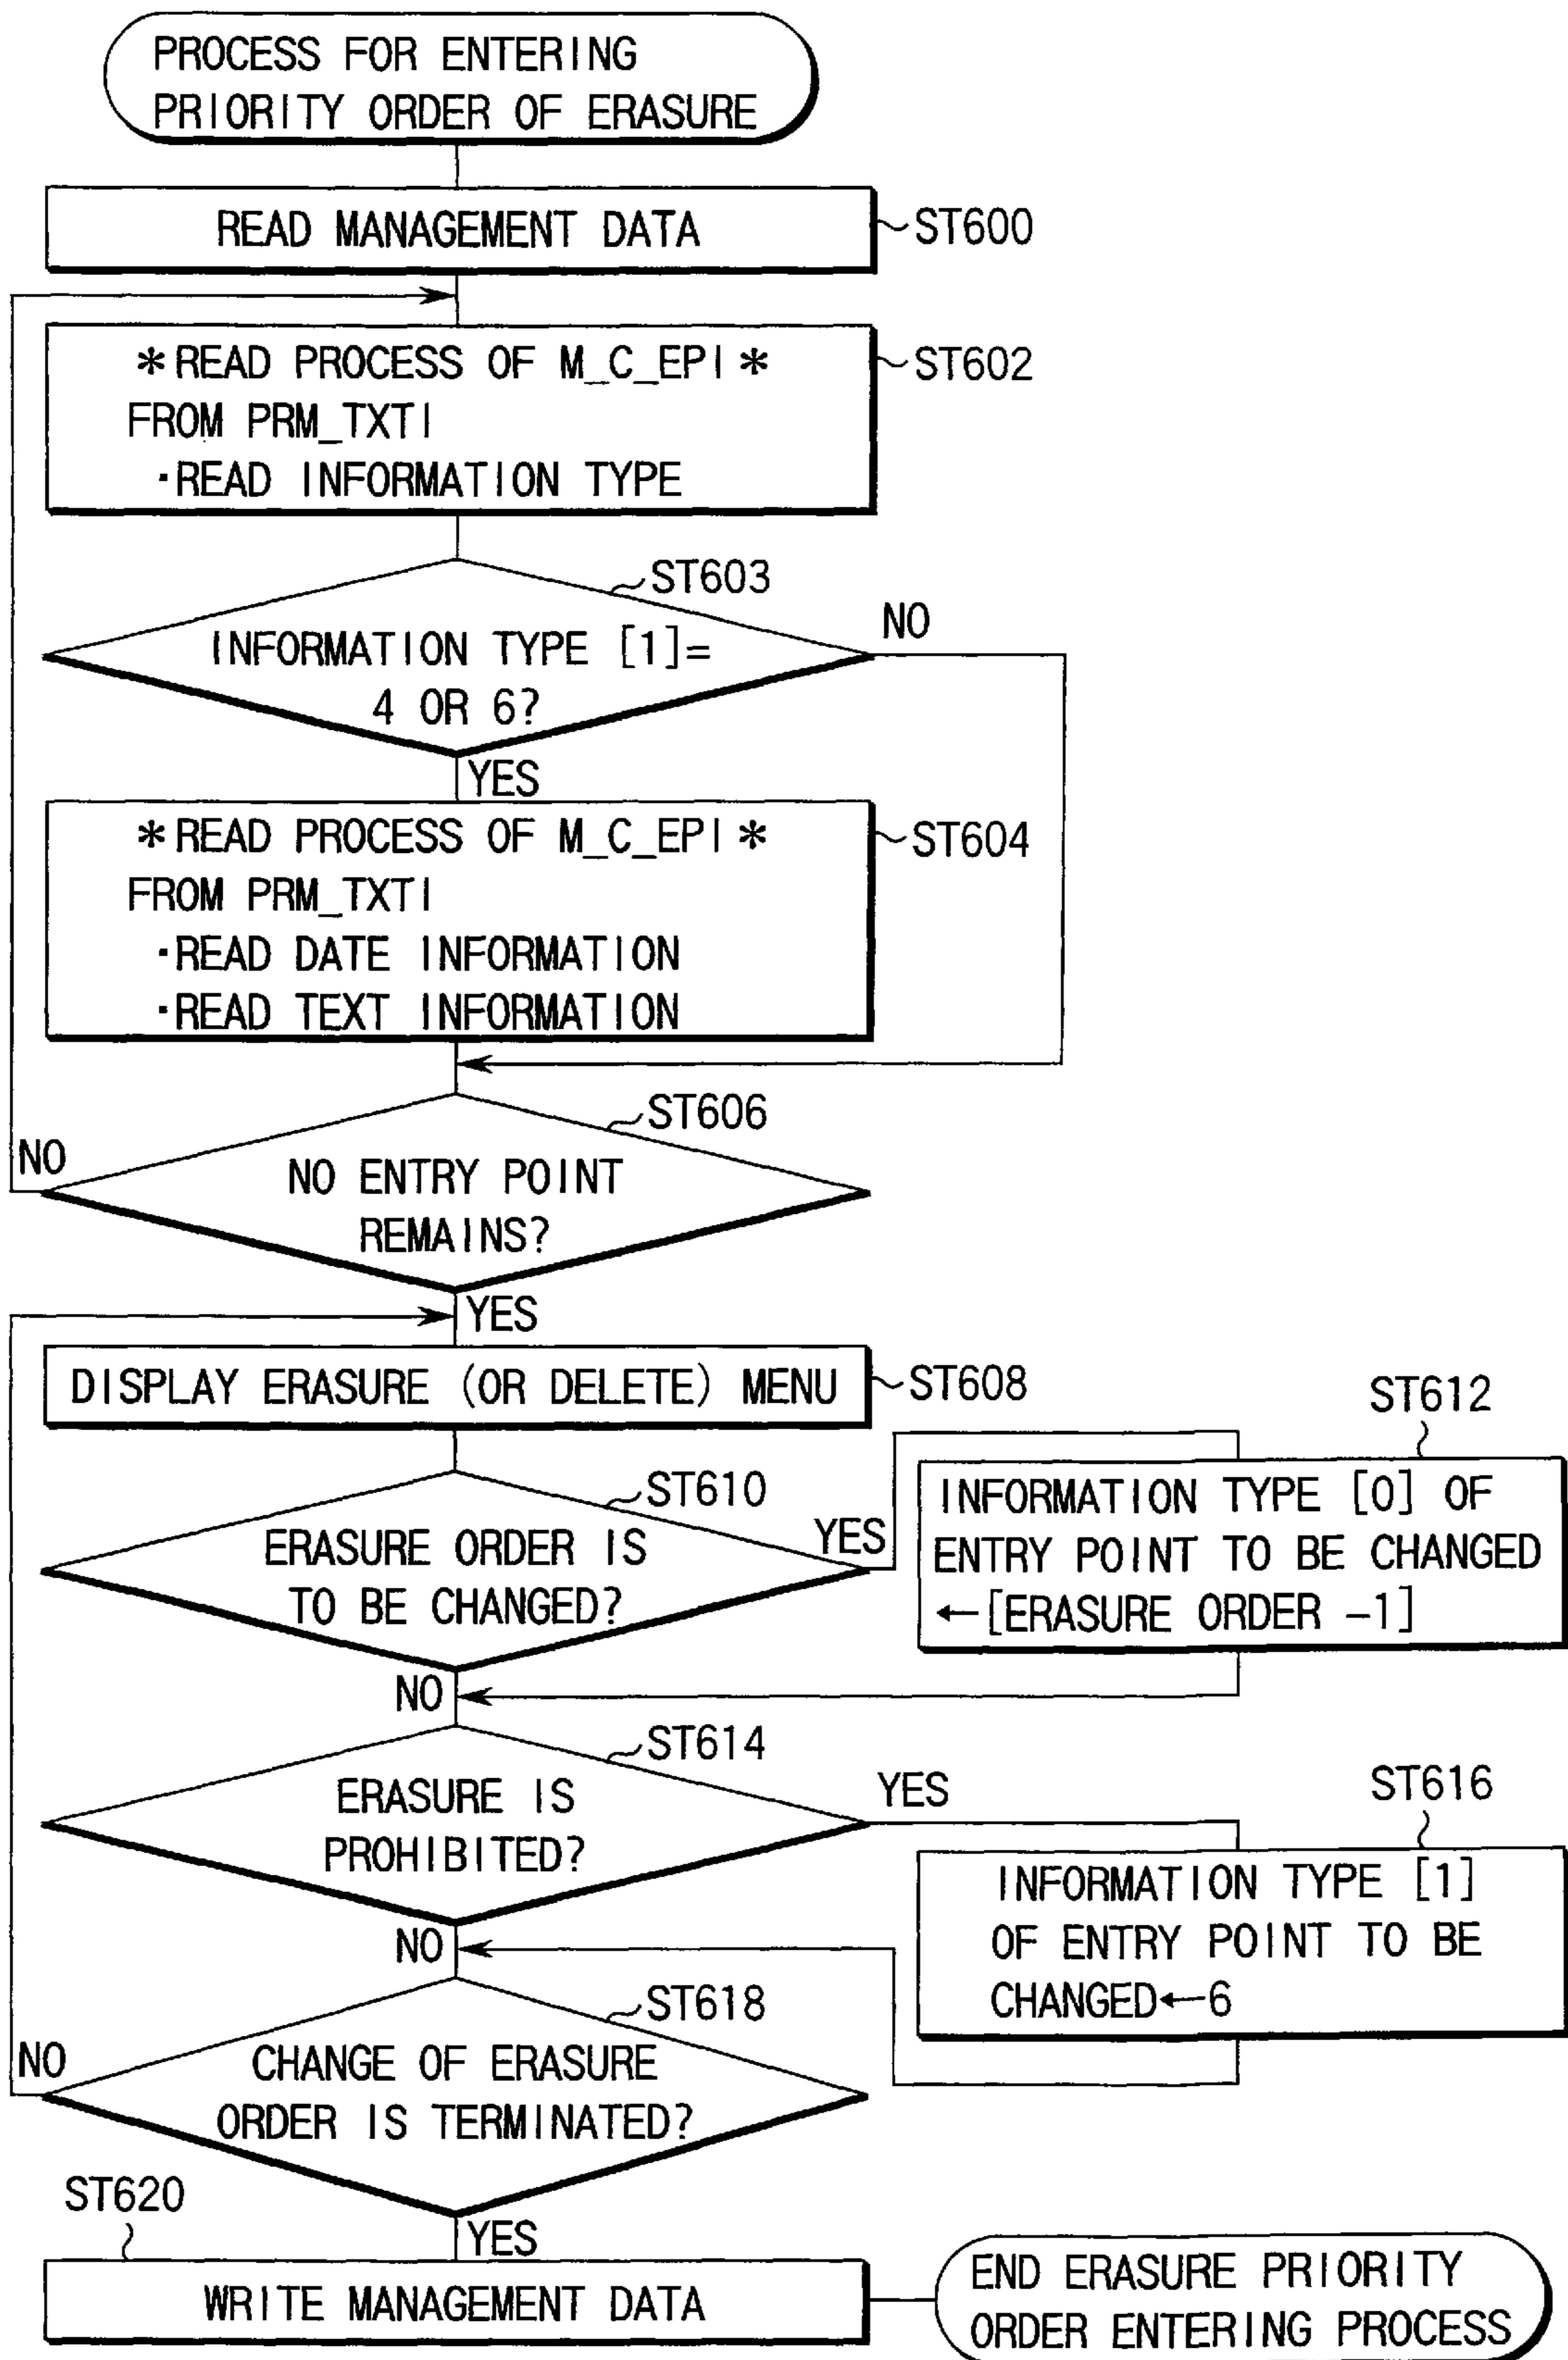 PROCESS FOR ENTERING
PRIORITY ORDER OF ERASURE
READ MANAGEMENT DATA
ST600
*READ PROCESS OF M_C_EPI*
ST602
FROM PRM_TXTI
·READ INFORMATION TYPE
ST603
NO
INFORMATION TYPE [1]=
4 OR 6?
YES
*READ PROCESS OF M_C_EPI*
ST604
FROM PRM_TXTI
·READ DATE INFORMATION
·READ TEXT INFORMATION
ST606
NO
NO ENTRY POINT
REMAINS?
YES
DISPLAY ERASURE (OR DELETE) MENU
ST608
ST612
ST610
YES
ERASURE ORDER IS
TO BE CHANGED?
INFORMATION TYPE [0] OF
ENTRY POINT TO BE CHANGED
←[ERASURE ORDER -1]
NO
ST614
YES
ERASURE IS
PROHIBITED?
ST616
INFORMATION TYPE [1]
OF ENTRY POINT TO BE
CHANGED←6
NO
ST618
NO
CHANGE OF ERASURE
ORDER IS TERMINATED?
ST620
YES
WRITE MANAGEMENT DATA
END ERASURE PRIORITY
ORDER ENTERING PROCESS